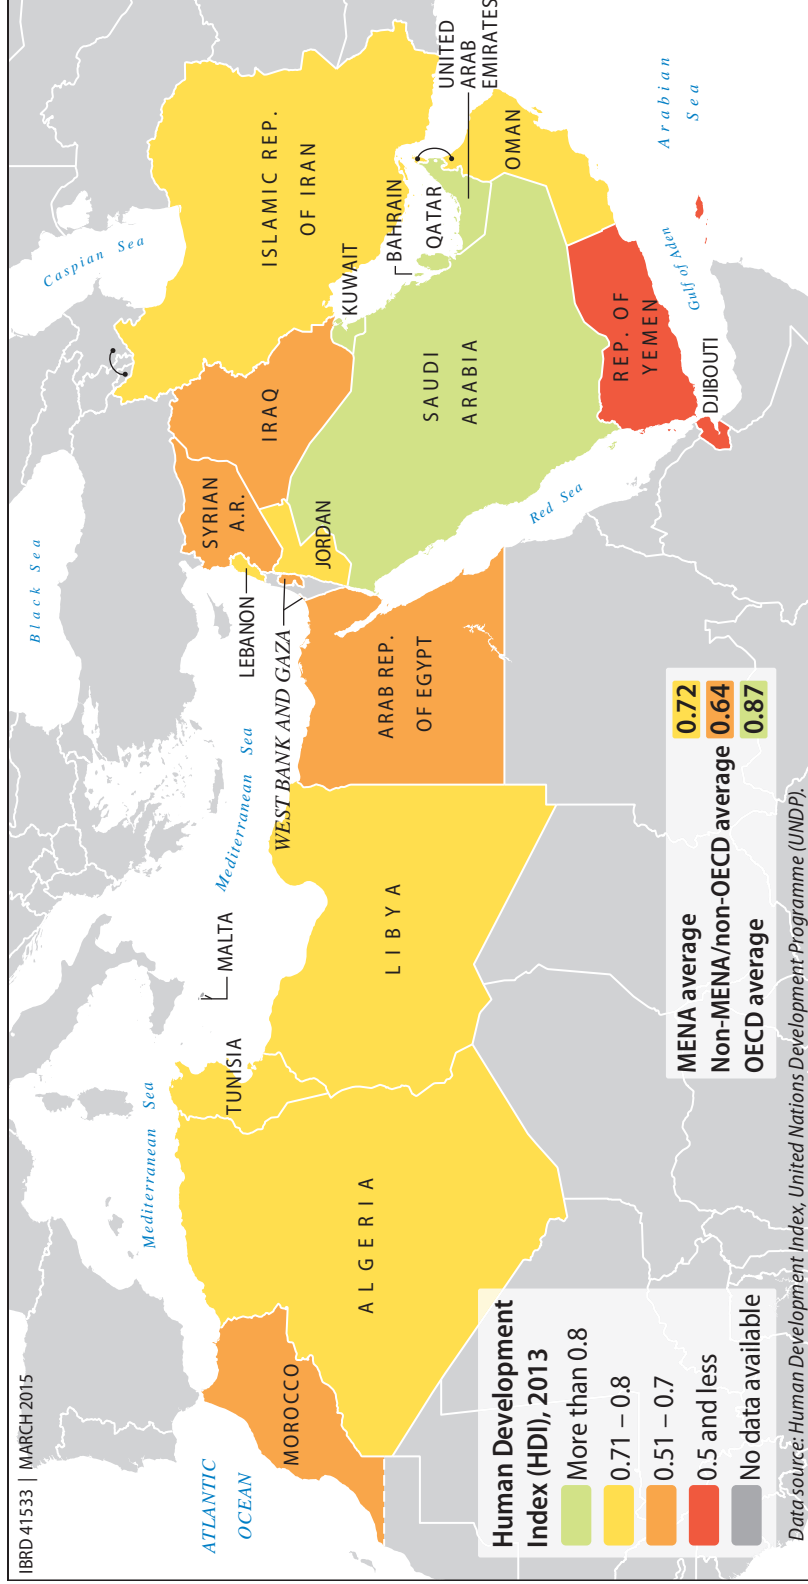 IBRD 41533 | MARCH 2015
ATLANTIC
OCEAN
Mediterranean Sea
Mediterranean Sea
Black Sea
Caspian Sea
Red Sea
Gulf of Aden
Arabian
Sea
MOROCCO
ALGERIA
TUNISIA
MALTA
LIBYA
ARAB REP.
OF EGYPT
WEST BANK AND GAZA
LEBANON
SYRIAN
A.R.
JORDAN
IRAQ
ISLAMIC REP.
OF IRAN
KUWAIT
BAHRAIN
QATAR
UNITED
ARAB
EMIRATES
SAUDI
ARABIA
OMAN
REP. OF
YEMEN
DJIBOUTI
Human Development
Index (HDI), 2013
More than 0.8
0.71 – 0.8
0.51 – 0.7
0.5 and less
No data available
MENA average 0.72
Non-MENA/non-OECD average 0.64
OECD average 0.87
Data source: Human Development Index, United Nations Development Programme (UNDP).